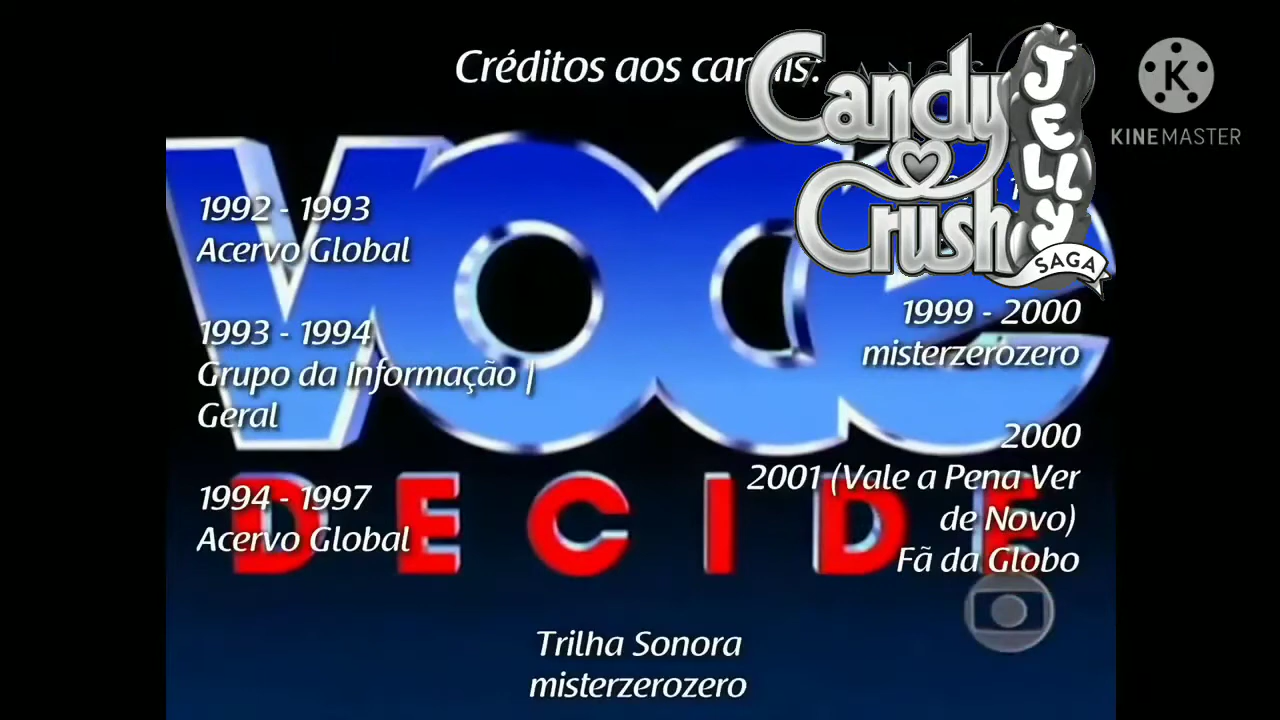 Créditos aos canais:
Candy
Crush
JELLY
SAGA
KINEMASTER
VOCÊ
DECIDE
1992 - 1993
Acervo Global
1993 - 1994
Grupo da Informação |
Geral
1994 - 1997
Acervo Global
1999 - 2000
misterzerozero
2000
2001 (Vale a Pena Ver
de Novo)
Fã da Globo
Trilha Sonora
misterzerozero